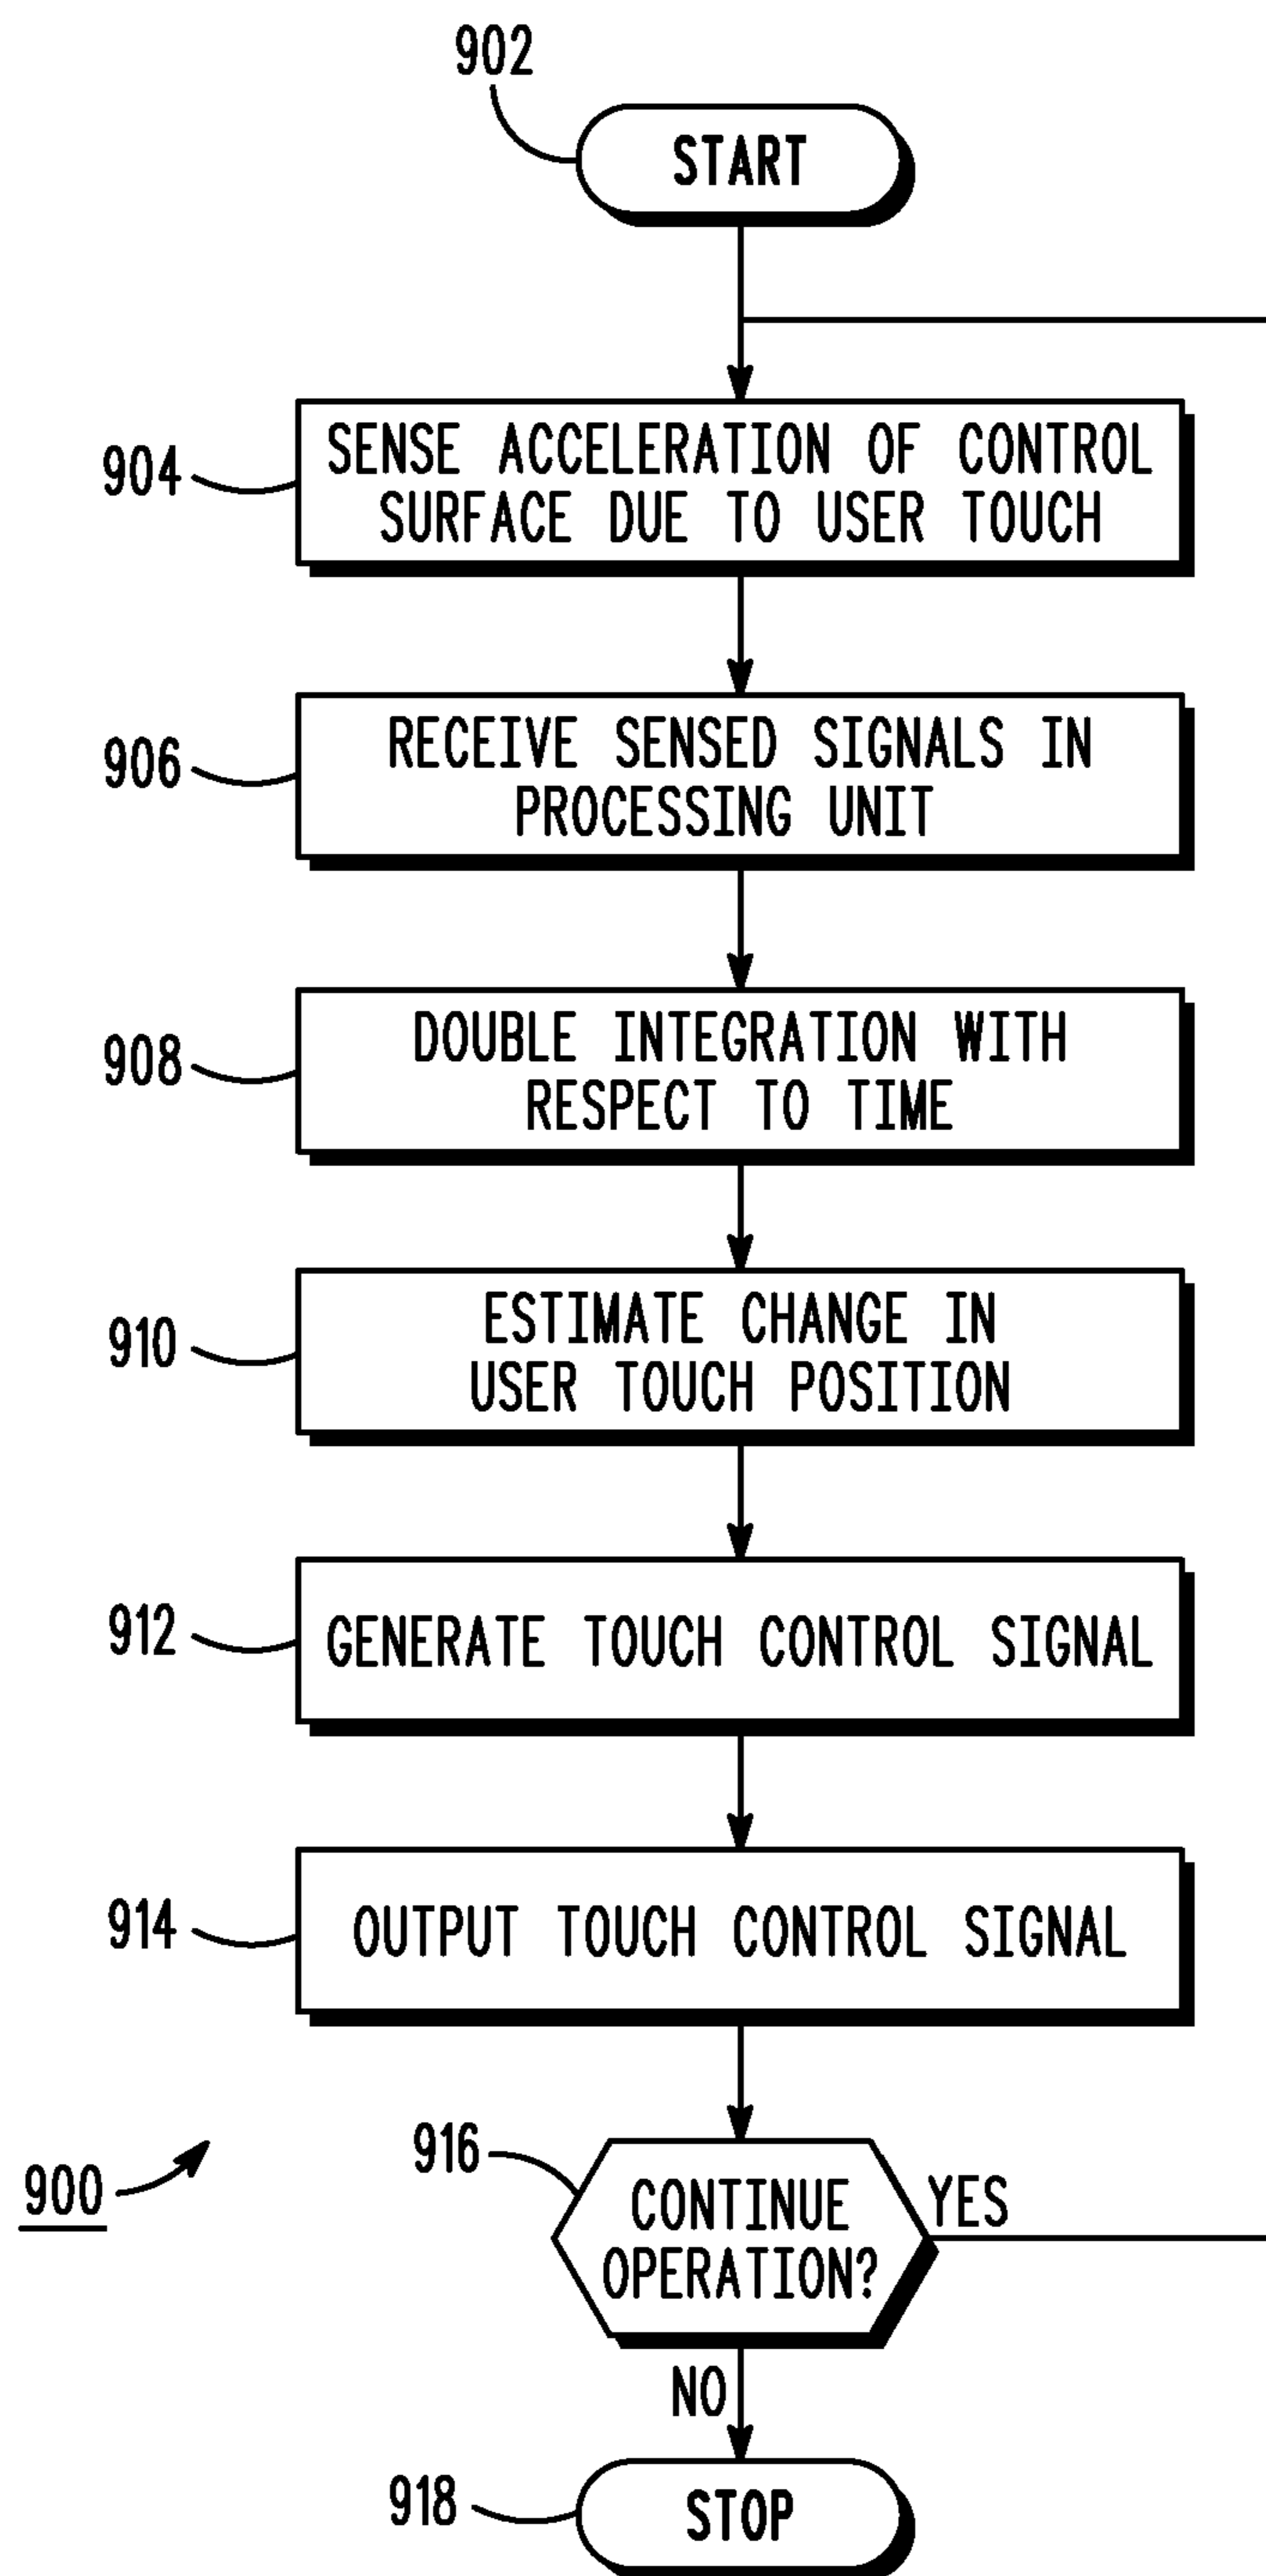 902
START
904
SENSE ACCELERATION OF CONTROL
SURFACE DUE TO USER TOUCH
906
RECEIVE SENSED SIGNALS IN
PROCESSING UNIT
908
DOUBLE INTEGRATION WITH
RESPECT TO TIME
910
ESTIMATE CHANGE IN
USER TOUCH POSITION
912
GENERATE TOUCH CONTROL SIGNAL
914
OUTPUT TOUCH CONTROL SIGNAL
916
900
CONTINUE
OPERATION?
YES
NO
918
STOP